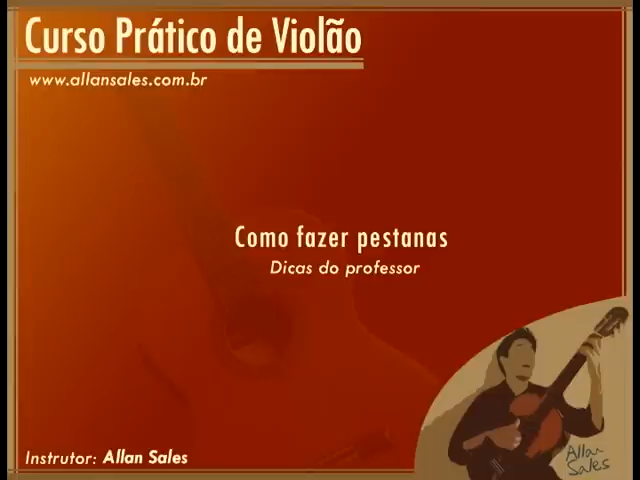 Curso Prático de Violão
www.allansales.com.br
Como fazer pestanas
Dicas do professor
Instrutor: Allan Sales
Allan
Sales